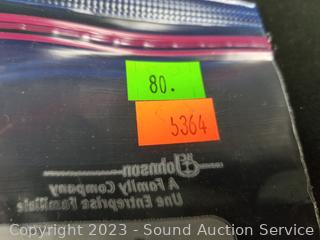 80.
5364
SC Johnson
A Family Company
Une Entreprise Familiale
Copyright 2023 - Sound Auction Service